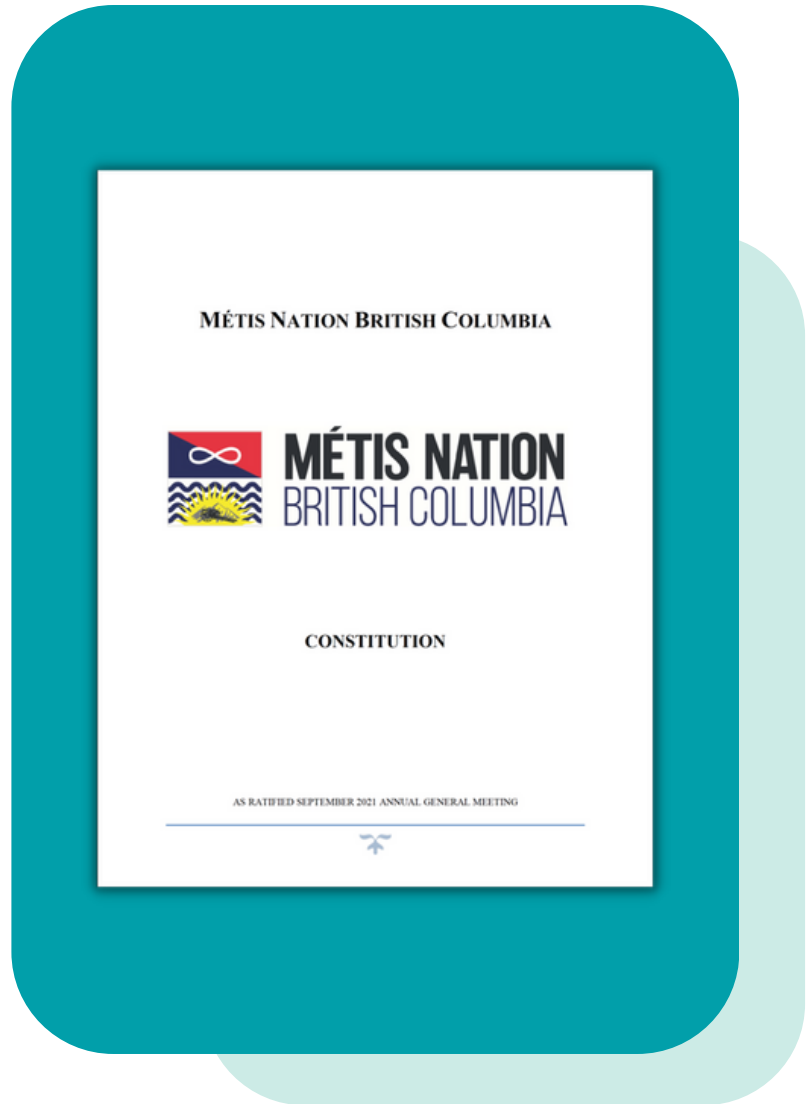 MÉTIS NATION BRITISH COLUMBIA
MÉTIS NATION
BRITISH COLUMBIA
CONSTITUTION
AS RATIFIED SEPTEMBER 2021 ANNUAL GENERAL MEETING